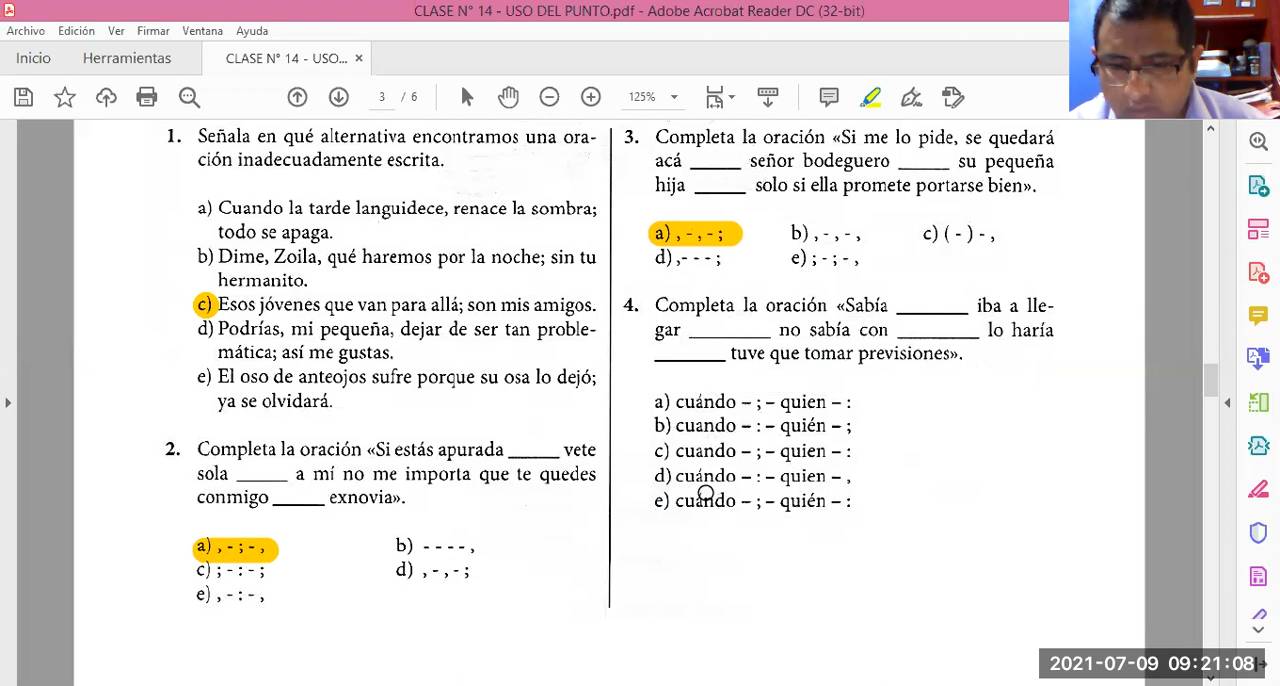 CLASE N° 14 - USO DEL PUNTO.pdf - Adobe Acrobat Reader DC (32-bit)
Archivo Edición Ver Firmar Ventana Ayuda
Inicio Herramientas CLASE N° 14 - USO... ×
3 / 6 125%
1. Señala en qué alternativa encontramos una ora-
ción inadecuadamente escrita.
a) Cuando la tarde languidece, renace la sombra;
todo se apaga.
b) Dime, Zoila, qué haremos por la noche; sin tu
hermanito.
c) Esos jóvenes que van para allá; son mis amigos.
d) Podrías, mi pequeña, dejar de ser tan proble-
mática; así me gustas.
e) El oso de anteojos sufre porque su osa lo dejó;
ya se olvidará.
2. Completa la oración «Si estás apurada _____ vete
sola _____ a mí no me importa que te quedes
conmigo _____ exnovia».
a) , - ; - ,
b) - - - - ,
c) ; - : - ;
d) , - , - ;
e) , - : - ,
3. Completa la oración «Si me lo pide, se quedará
acá _____ señor bodeguero _____ su pequeña
hija _____ solo si ella promete portarse bien».
a) , - , - ;
b) , - , - ,
c) ( - ) - ,
d) ,- - - ;
e) ; - ; - ,
4. Completa la oración «Sabía _______ iba a lle-
gar ________ no sabía con ________ lo haría
_______ tuve que tomar previsiones».
a) cuándo – ; – quien – :
b) cuando – : – quién – ;
c) cuando – ; – quien – :
d) cuándo – : – quien – ,
e) cuándo – ; – quién – :
2021-07-09 09:21:08